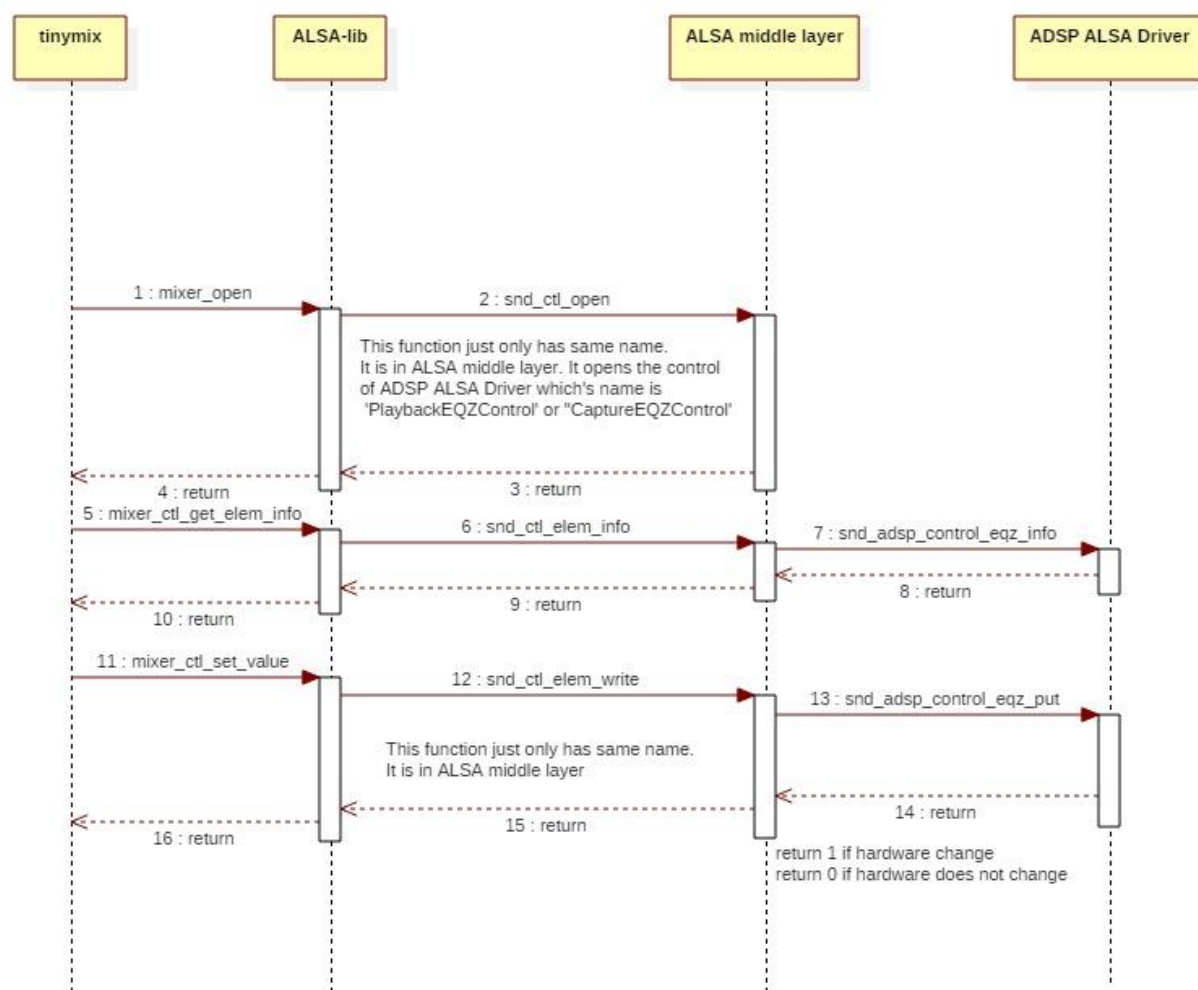 tinymix
ALSA-lib
ALSA middle layer
ADSP ALSA Driver
1 : mixer_open
2 : snd_ctl_open
This function just only has same name.
It is in ALSA middle layer. It opens the control
of ADSP ALSA Driver which's name is
'PlaybackEQZControl' or "CaptureEQZControl'
3 : return
4 : return
5 : mixer_ctl_get_elem_info
6 : snd_ctl_elem_info
7 : snd_adsp_control_eqz_info
8 : return
9 : return
10 : return
11 : mixer_ctl_set_value
12 : snd_ctl_elem_write
13 : snd_adsp_control_eqz_put
This function just only has same name.
It is in ALSA middle layer
14 : return
15 : return
16 : return
return 1 if hardware change
return 0 if hardware does not change